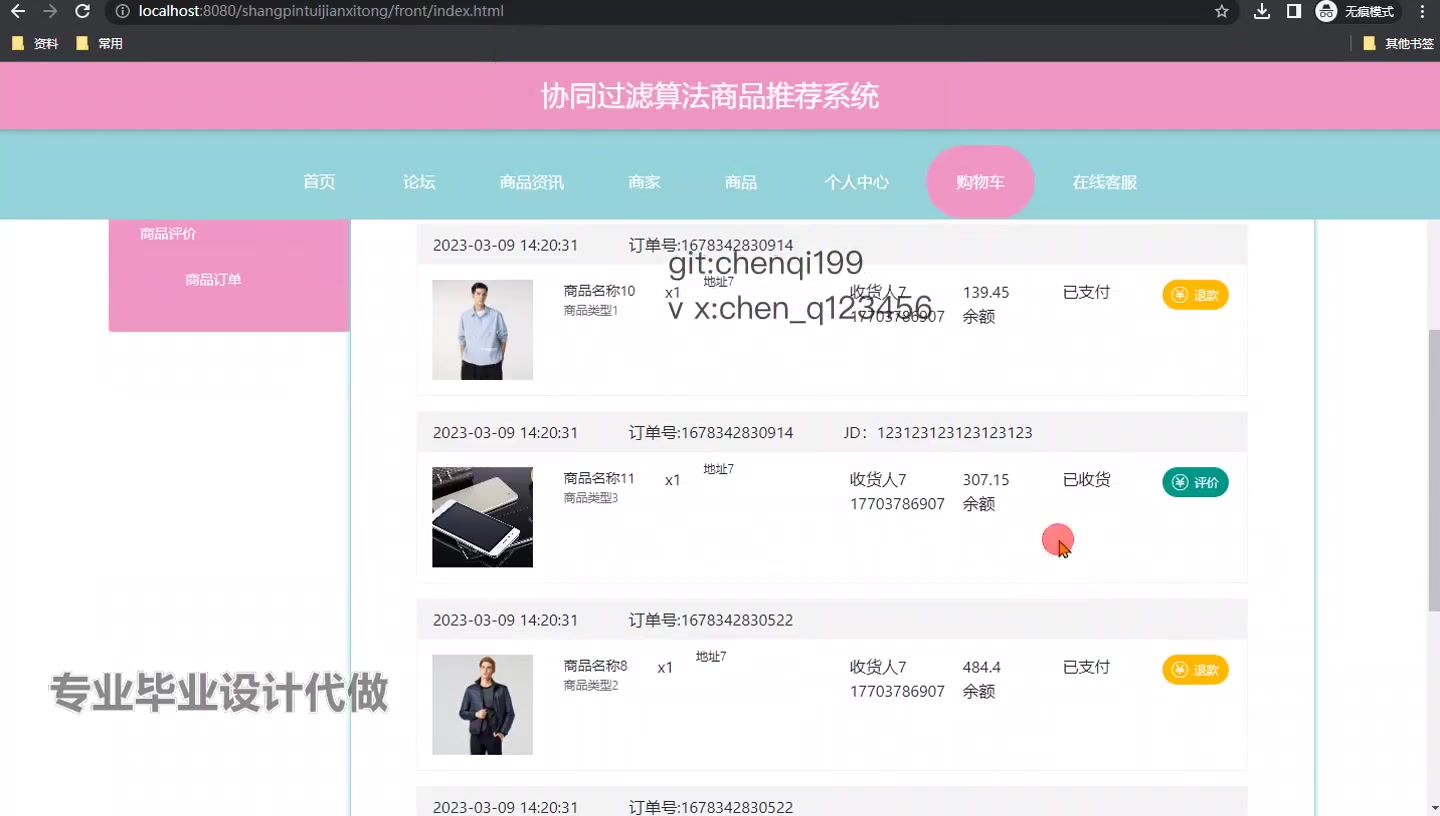 localhost:8080/shangpintuijianxitong/front/index.html
无痕模式
资料
常用
其他书签
协同过滤算法商品推荐系统
首页
论坛
商品资讯
商家
商品
个人中心
购物车
在线客服
商品评价
商品订单
2023-03-09 14:20:31 订单号:1678342830914
git:chenqi199
v x:chen_q123456
商品名称10 x1 地址7 收货人7 139.45 已支付 退款
商品类型1 17703786907 余额
2023-03-09 14:20:31 订单号:1678342830914 JD：123123123123123123
商品名称11 x1 地址7 收货人7 307.15 已收货 评价
商品类型3 17703786907 余额
2023-03-09 14:20:31 订单号:1678342830522
商品名称8 x1 地址7 收货人7 484.4 已支付 退款
商品类型2 17703786907 余额
专业毕业设计代做
2023-03-09 14:20:31 订单号:1678342830522